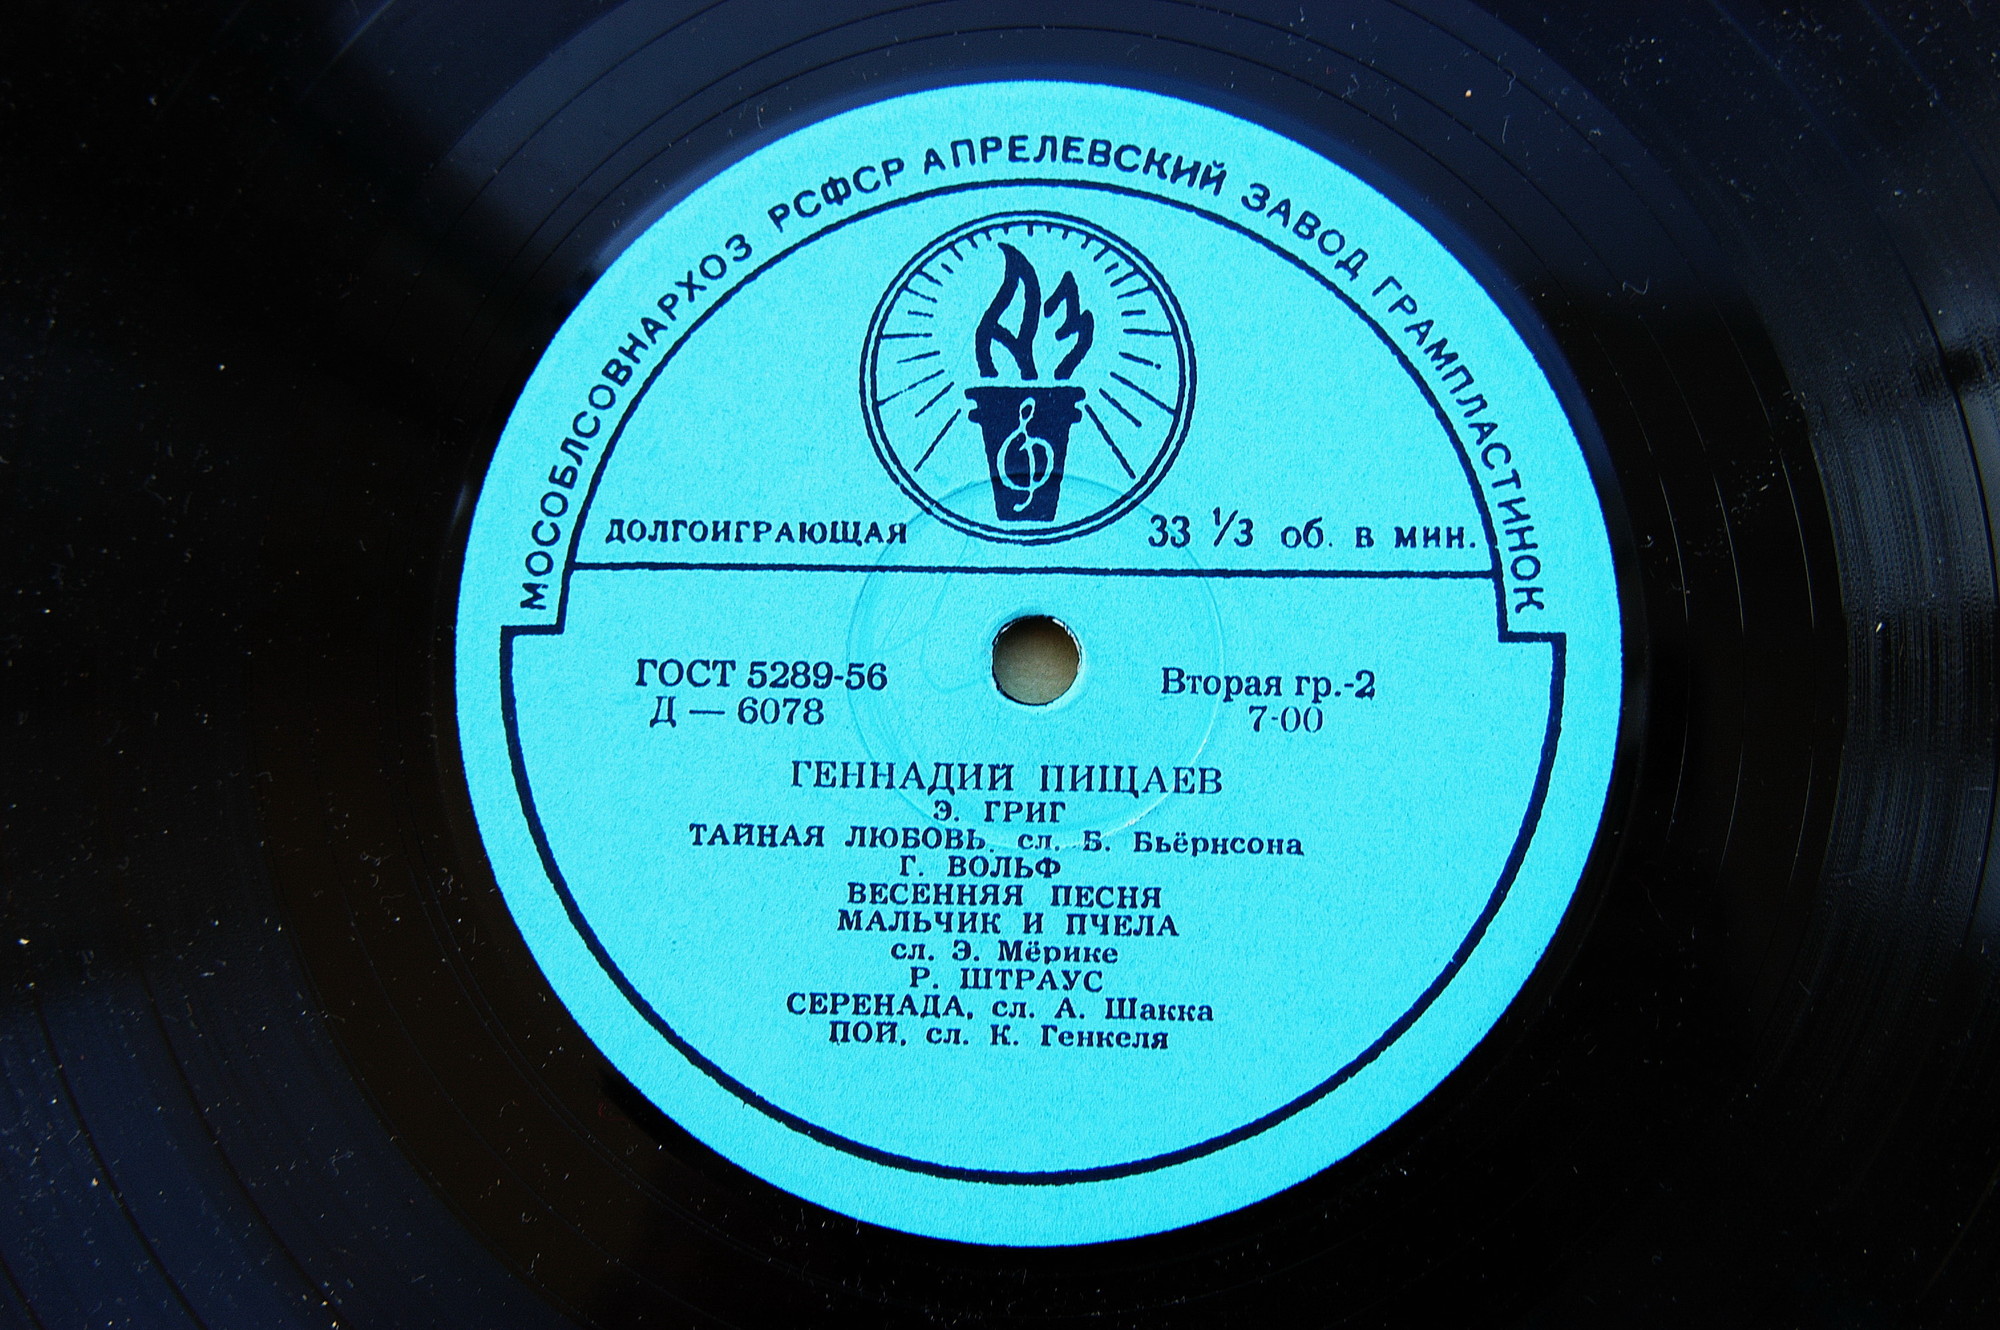 МОСОБЛСОВНАРХОЗ РСФСР АПРЕЛЕВСКИЙ ЗАВОД ГРАМПЛАСТИНОК
АЗ
ДОЛГОИГРАЮЩАЯ 33 1/3 об. в мин.
ГОСТ 5289-56 Вторая гр.-2
Д — 6078 7-00
ГЕННАДИЙ ПИЩАЕВ
Э. ГРИГ
ТАЙНАЯ ЛЮБОВЬ, сл. Б. Бьёрнсона
Г. ВОЛЬФ
ВЕСЕННЯЯ ПЕСНЯ
МАЛЬЧИК И ПЧЕЛА
сл. Э. Мёрике
Р. ШТРАУС
СЕРЕНАДА, сл. А. Шакка
ПОЙ, сл. К. Генкеля